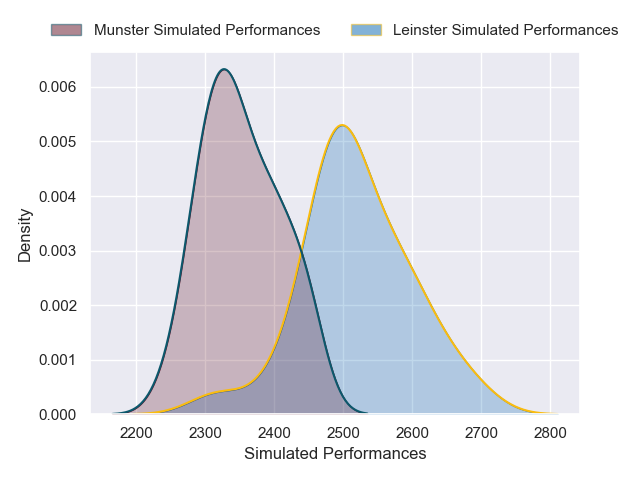 Munster Simulated Performances Leinster Simulated Performances
0.006
0.005
0.004
0.003
0.002
0.001
0.000
Density
2200 2300 2400 2500 2600 2700 2800
Simulated Performances